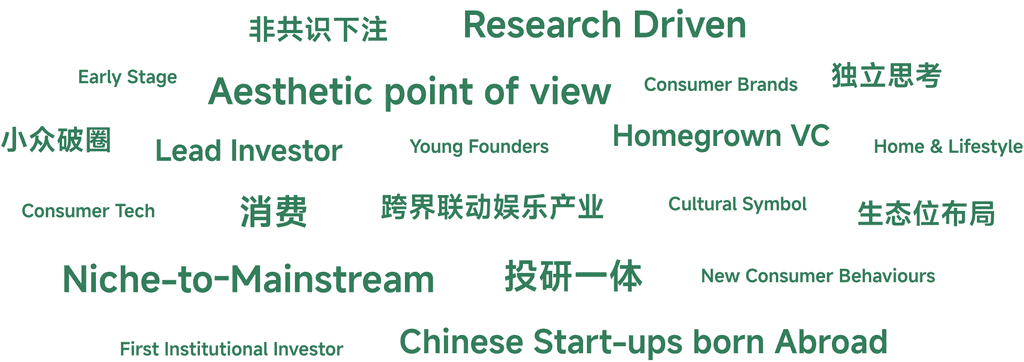 非共识下注
Research Driven
Early Stage
Aesthetic point of view
Consumer Brands
独立思考
小众破圈
Lead Investor
Young Founders
Homegrown VC
Home & Lifestyle
Consumer Tech
消费
跨界联动娱乐产业
Cultural Symbol
生态位布局
Niche-to-Mainstream
投研一体
New Consumer Behaviours
First Institutional Investor
Chinese Start-ups born Abroad